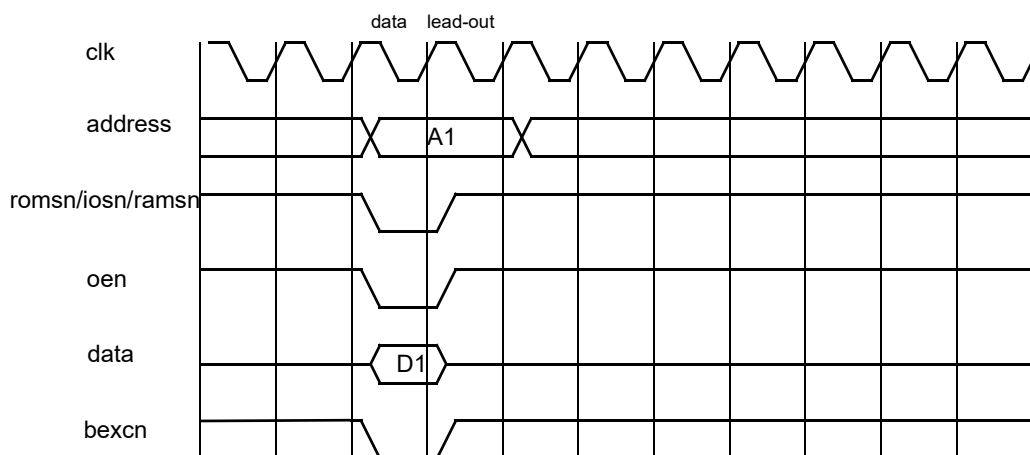 data lead-out
clk
address
A1
romsn/iosn/ramsn
oen
data
D1
bexcn